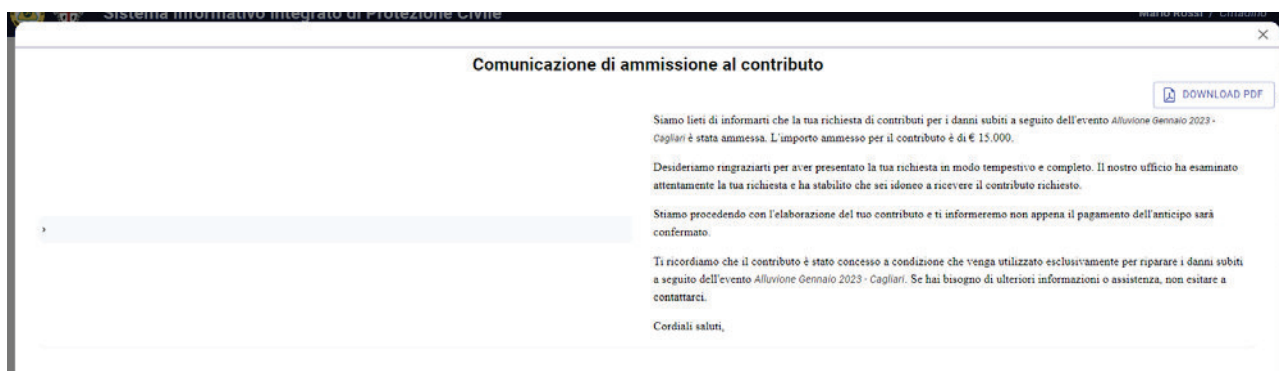 Sistema Informativo Integrato di Protezione Civile
Mario Rossi / Cittadino
Comunicazione di ammissione al contributo
DOWNLOAD PDF
Siamo lieti di informarti che la tua richiesta di contributi per i danni subiti a seguito dell'evento Alluvione Gennaio 2023 -
Cagliari è stata ammessa. L'importo ammesso per il contributo è di € 15.000.
Desideriamo ringraziarti per aver presentato la tua richiesta in modo tempestivo e completo. Il nostro ufficio ha esaminato
attentamente la tua richiesta e ha stabilito che sei idoneo a ricevere il contributo richiesto.
Stiamo procedendo con l'elaborazione del tuo contributo e ti informeremo non appena il pagamento dell'anticipo sarà
confermato.
Ti ricordiamo che il contributo è stato concesso a condizione che venga utilizzato esclusivamente per riparare i danni subiti
a seguito dell'evento Alluvione Gennaio 2023 - Cagliari. Se hai bisogno di ulteriori informazioni o assistenza, non esitare a
contattarci.
Cordiali saluti,